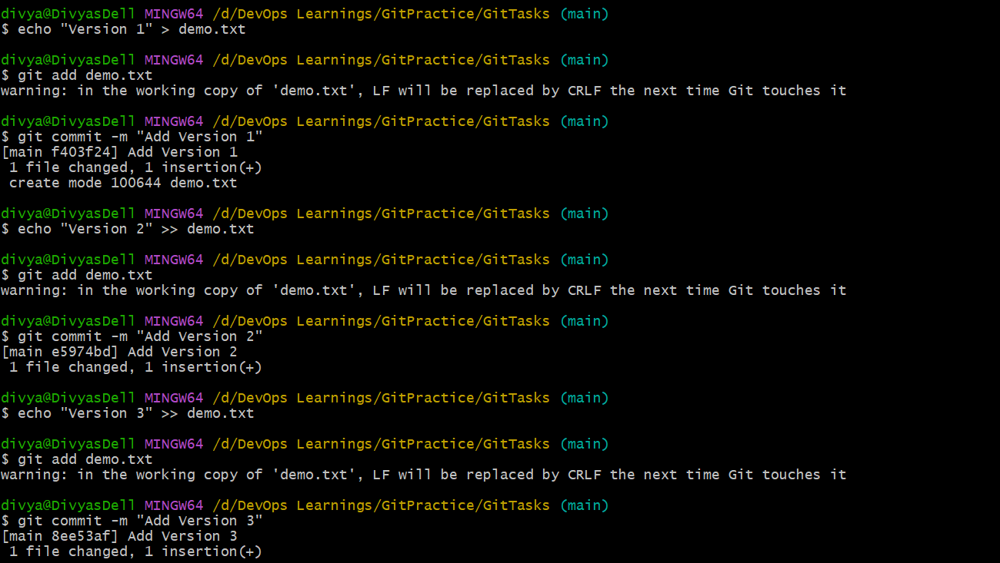 divya@DivyasDell MINGW64 /d/DevOps Learnings/GitPractice/GitTasks (main)
$ echo "Version 1" > demo.txt
divya@DivyasDell MINGW64 /d/DevOps Learnings/GitPractice/GitTasks (main)
$ git add demo.txt
warning: in the working copy of 'demo.txt', LF will be replaced by CRLF the next time Git touches it
divya@DivyasDell MINGW64 /d/DevOps Learnings/GitPractice/GitTasks (main)
$ git commit -m "Add Version 1"
[main f403f24] Add Version 1
 1 file changed, 1 insertion(+)
 create mode 100644 demo.txt
divya@DivyasDell MINGW64 /d/DevOps Learnings/GitPractice/GitTasks (main)
$ echo "Version 2" >> demo.txt
divya@DivyasDell MINGW64 /d/DevOps Learnings/GitPractice/GitTasks (main)
$ git add demo.txt
warning: in the working copy of 'demo.txt', LF will be replaced by CRLF the next time Git touches it
divya@DivyasDell MINGW64 /d/DevOps Learnings/GitPractice/GitTasks (main)
$ git commit -m "Add Version 2"
[main e5974bd] Add Version 2
 1 file changed, 1 insertion(+)
divya@DivyasDell MINGW64 /d/DevOps Learnings/GitPractice/GitTasks (main)
$ echo "Version 3" >> demo.txt
divya@DivyasDell MINGW64 /d/DevOps Learnings/GitPractice/GitTasks (main)
$ git add demo.txt
warning: in the working copy of 'demo.txt', LF will be replaced by CRLF the next time Git touches it
divya@DivyasDell MINGW64 /d/DevOps Learnings/GitPractice/GitTasks (main)
$ git commit -m "Add Version 3"
[main 8ee53af] Add Version 3
 1 file changed, 1 insertion(+)